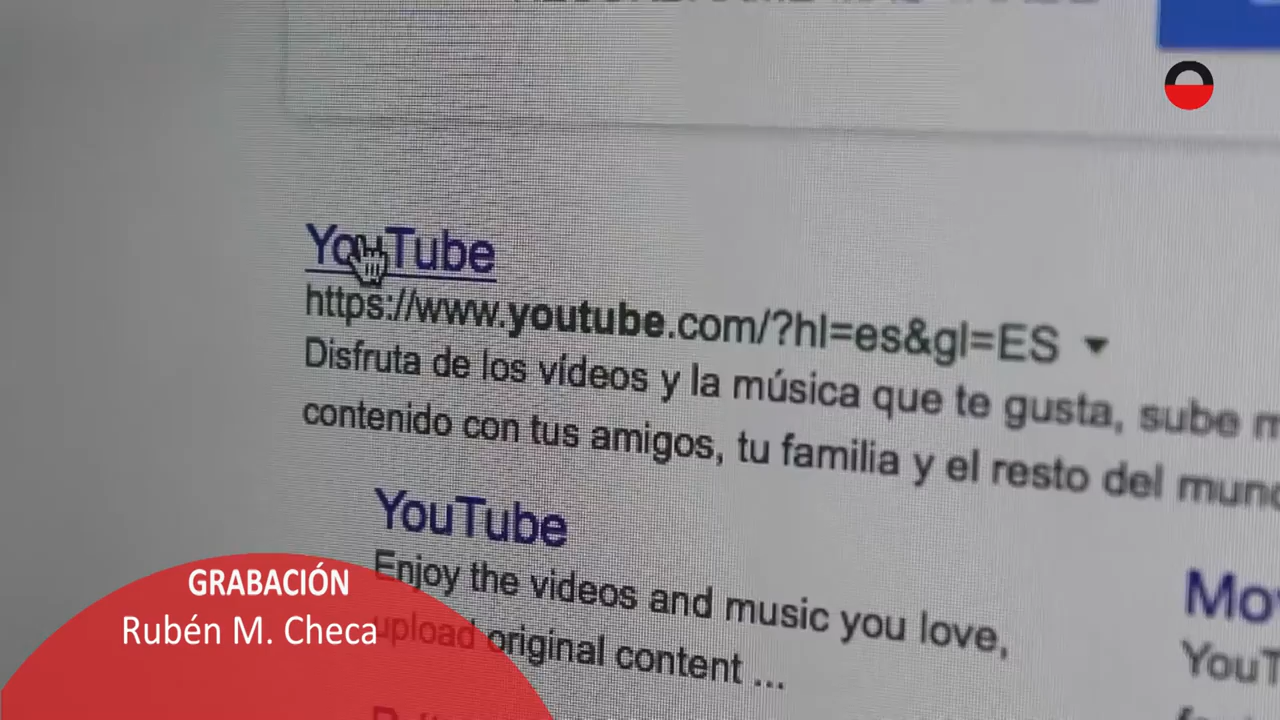 YouTube
https://www.youtube.com/?hl=es&gl=ES
Disfruta de los vídeos y la música que te gusta, sube
contenido con tus amigos, tu familia y el resto del
YouTube
Enjoy the videos and music you love,
upload original content ...
GRABACIÓN
Rubén M. Checa